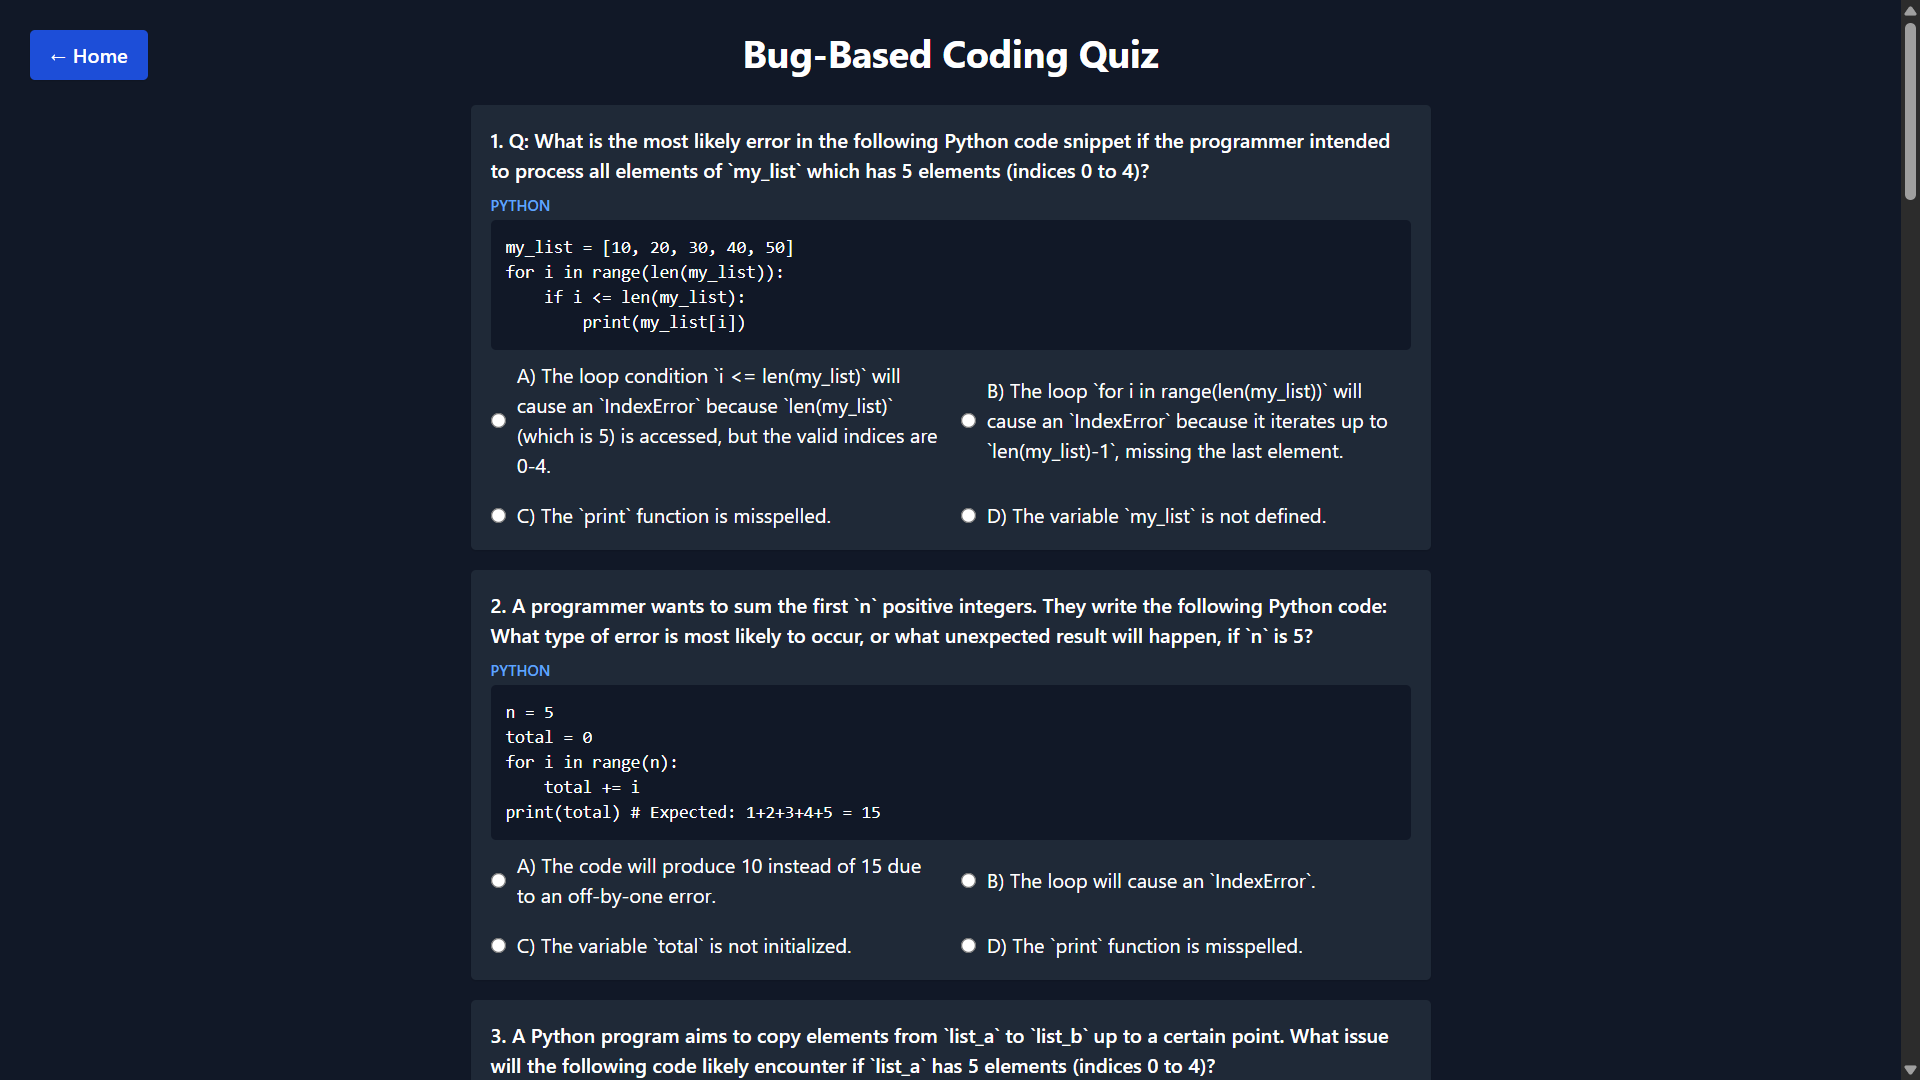 ← Home
Bug-Based Coding Quiz
1. Q: What is the most likely error in the following Python code snippet if the programmer intended
to process all elements of `my_list` which has 5 elements (indices 0 to 4)?
PYTHON
my_list = [10, 20, 30, 40, 50]
for i in range(len(my_list)):
    if i <= len(my_list):
        print(my_list[i])
A) The loop condition `i <= len(my_list)` will
cause an `IndexError` because `len(my_list)`
(which is 5) is accessed, but the valid indices are
0-4.
B) The loop `for i in range(len(my_list))` will
cause an `IndexError` because it iterates up to
`len(my_list)-1`, missing the last element.
C) The `print` function is misspelled.
D) The variable `my_list` is not defined.
2. A programmer wants to sum the first `n` positive integers. They write the following Python code:
What type of error is most likely to occur, or what unexpected result will happen, if `n` is 5?
PYTHON
n = 5
total = 0
for i in range(n):
    total += i
print(total) # Expected: 1+2+3+4+5 = 15
A) The code will produce 10 instead of 15 due
to an off-by-one error.
B) The loop will cause an `IndexError`.
C) The variable `total` is not initialized.
D) The `print` function is misspelled.
3. A Python program aims to copy elements from `list_a` to `list_b` up to a certain point. What issue
will the following code likely encounter if `list_a` has 5 elements (indices 0 to 4)?